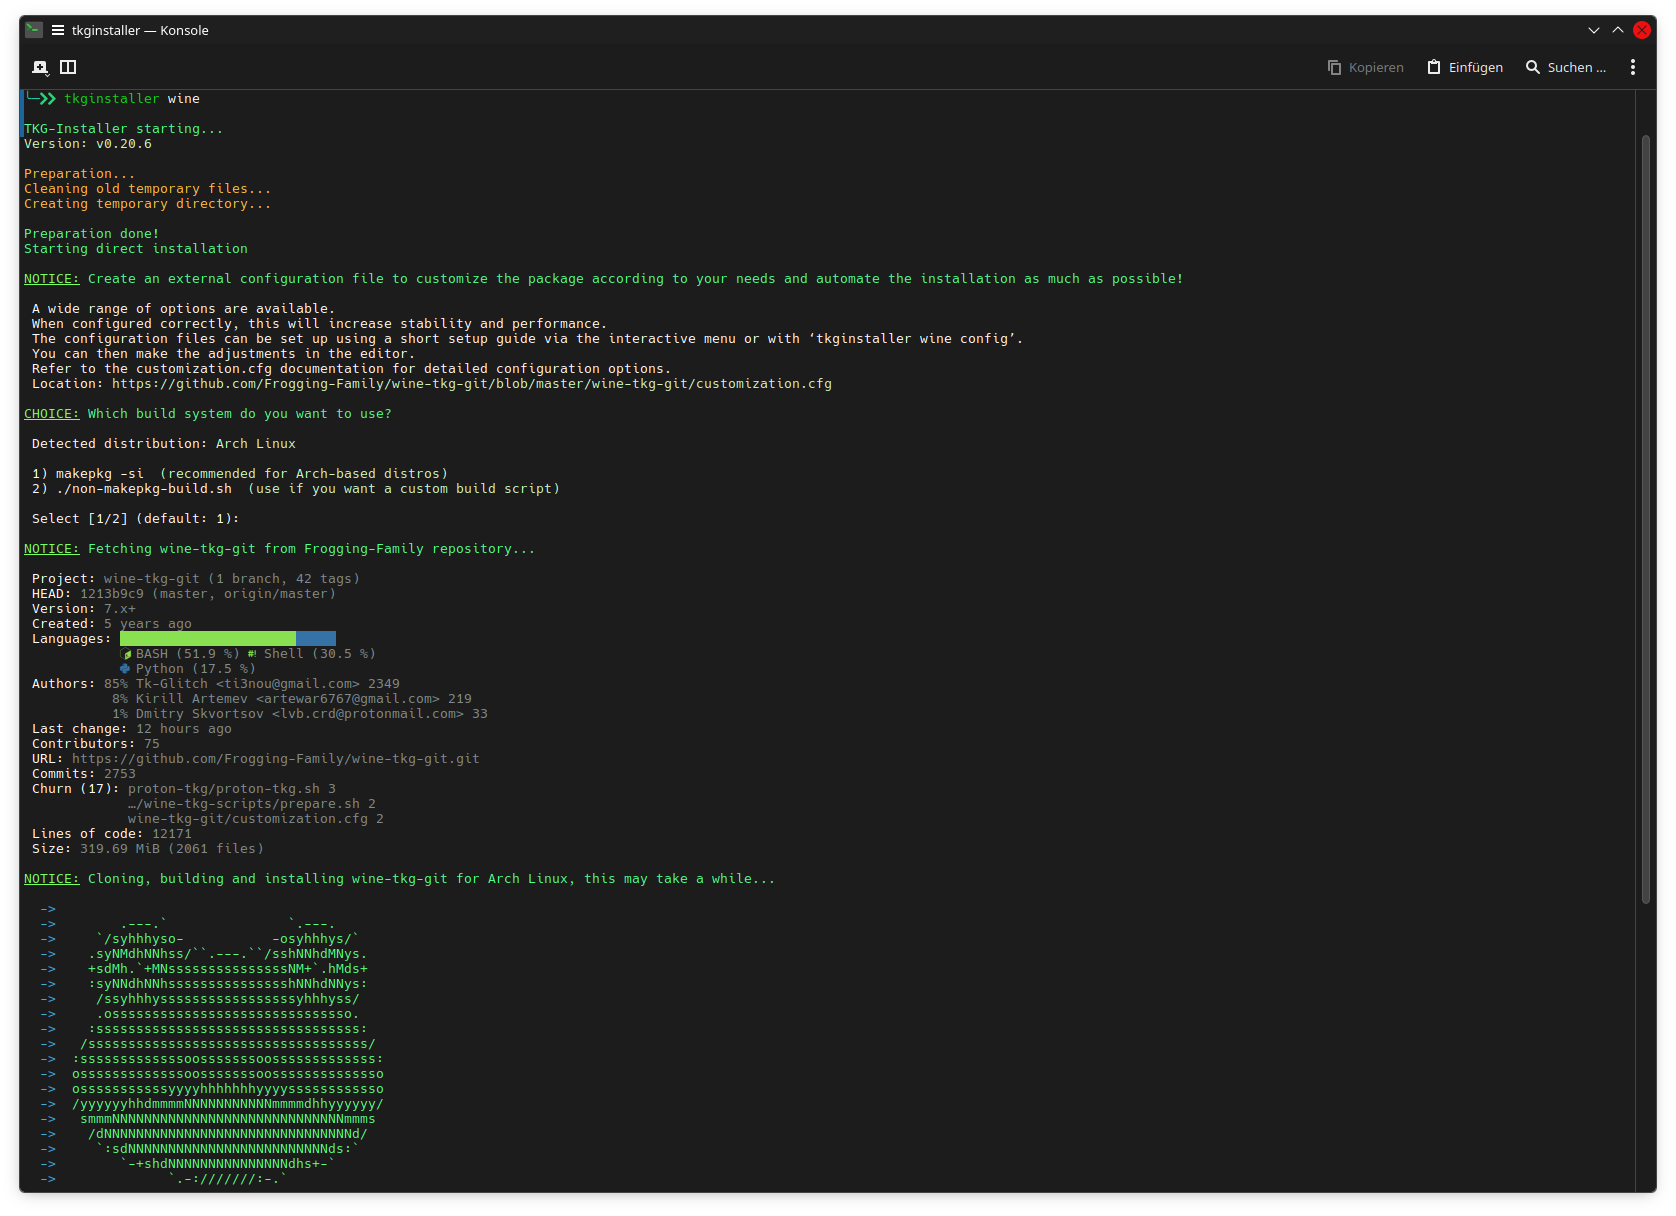 tkginstaller — Konsole
Kopieren Einfügen Suchen ...
tkginstaller wine
TKG-Installer starting...
Version: v0.20.6
Preparation...
Cleaning old temporary files...
Creating temporary directory...
Preparation done!
Starting direct installation
NOTICE: Create an external configuration file to customize the package according to your needs and automate the installation as much as possible!
A wide range of options are available.
When configured correctly, this will increase stability and performance.
The configuration files can be set up using a short setup guide via the interactive menu or with ‘tkginstaller wine config’.
You can then make the adjustments in the editor.
Refer to the customization.cfg documentation for detailed configuration options.
Location: https://github.com/Frogging-Family/wine-tkg-git/blob/master/wine-tkg-git/customization.cfg
CHOICE: Which build system do you want to use?
Detected distribution: Arch Linux
1) makepkg -si  (recommended for Arch-based distros)
2) ./non-makepkg-build.sh  (use if you want a custom build script)
Select [1/2] (default: 1):
NOTICE: Fetching wine-tkg-git from Frogging-Family repository...
Project: wine-tkg-git (1 branch, 42 tags)
HEAD: 1213b9c9 (master, origin/master)
Version: 7.x+
Created: 5 years ago
Languages:
BASH (51.9 %) #! Shell (30.5 %)
Python (17.5 %)
Authors: 85% Tk-Glitch <ti3nou@gmail.com> 2349
8% Kirill Artemev <artewar6767@gmail.com> 219
1% Dmitry Skvortsov <lvb.crd@protonmail.com> 33
Last change: 12 hours ago
Contributors: 75
URL: https://github.com/Frogging-Family/wine-tkg-git.git
Commits: 2753
Churn (17): proton-tkg/proton-tkg.sh 3
…/wine-tkg-scripts/prepare.sh 2
wine-tkg-git/customization.cfg 2
Lines of code: 12171
Size: 319.69 MiB (2061 files)
NOTICE: Cloning, building and installing wine-tkg-git for Arch Linux, this may take a while...
->
->        .---.`               `.---.
->     `/syhhhyso-           -osyhhhys/`
->    .syNMdhNNhss/``.---.``/sshNNhdMNys.
->    +sdMh.`+MNsssssssssssssssNM+`.hMds+
->    :syNNdhNNhssssssssssssssshNNhdNNys:
->     /ssyhhhysssssssssssssssssyhhhyss/
->     .ossssssssssssssssssssssssssssso.
->    :sssssssssssssssssssssssssssssssss:
->   /sssssssssssssssssssssssssssssssssss/
->  :sssssssssssssoosssssssoosssssssssssss:
->  osssssssssssssoosssssssoossssssssssssso
->  osssssssssssyyyyhhhhhhhyyyyssssssssssso
->  /yyyyyyhhdmmmmNNNNNNNNNNNmmmmdhhyyyyyy/
->   smmmNNNNNNNNNNNNNNNNNNNNNNNNNNNNNmmms
->    /dNNNNNNNNNNNNNNNNNNNNNNNNNNNNNNNd/
->     `:sdNNNNNNNNNNNNNNNNNNNNNNNNNds:`
->        `-+shdNNNNNNNNNNNNNNNdhs+-`
->              `.-:///////:-.`